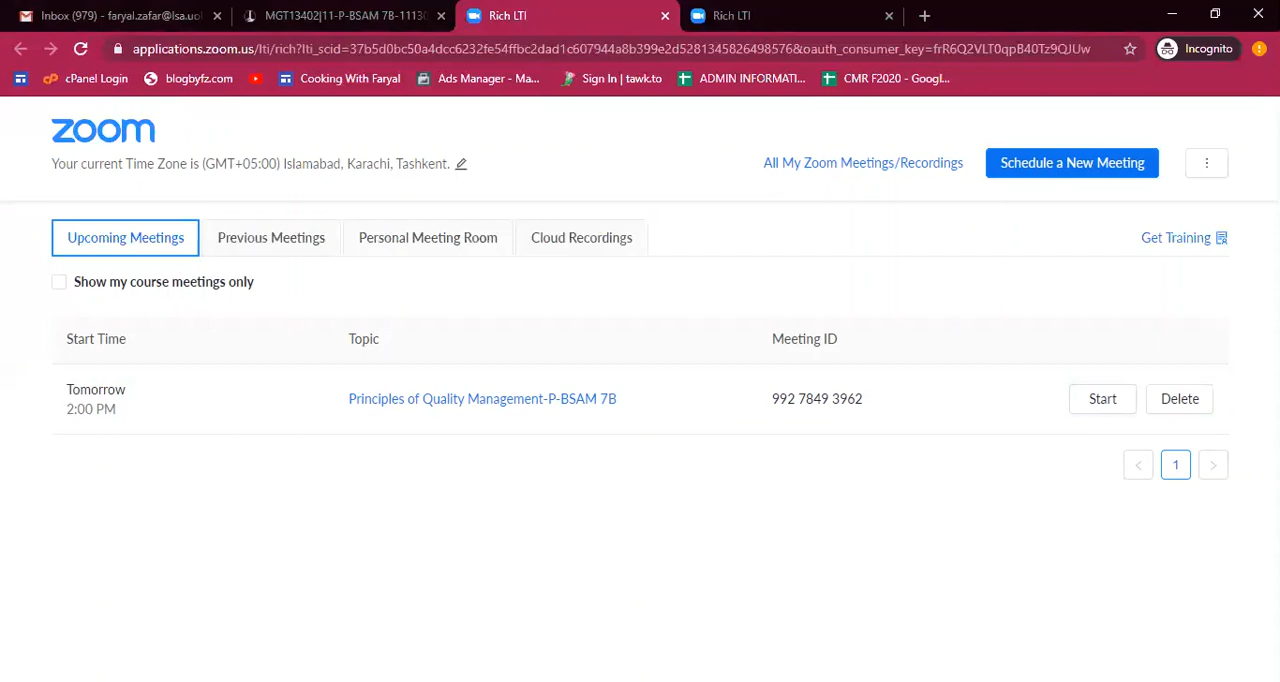 Inbox (979) - faryal.zafar@lsa.uol
MGT13402|11-P-BSAM 7B-11130
Rich LTI
Rich LTI
applications.zoom.us/lti/rich?lti_scid=37b5d0bc50a4dcc6232fe54ffbc2dad1c607944a8b399e2d52813458264985576&oauth_consumer_key=frR6Q2VLT0qpB40Tz9QJUw
Incognito
cPanel Login
blogbyfz.com
Cooking With Faryal
Ads Manager - Ma...
Sign In | tawk.to
ADMIN INFORMATI...
CMR F2020 - Googl...
zoom
Your current Time Zone is (GMT+05:00) Islamabad, Karachi, Tashkent.
All My Zoom Meetings/Recordings
Schedule a New Meeting
Upcoming Meetings
Previous Meetings
Personal Meeting Room
Cloud Recordings
Get Training
Show my course meetings only
Start Time
Topic
Meeting ID
Tomorrow
2:00 PM
Principles of Quality Management-P-BSAM 7B
992 7849 3962
Start
Delete
1